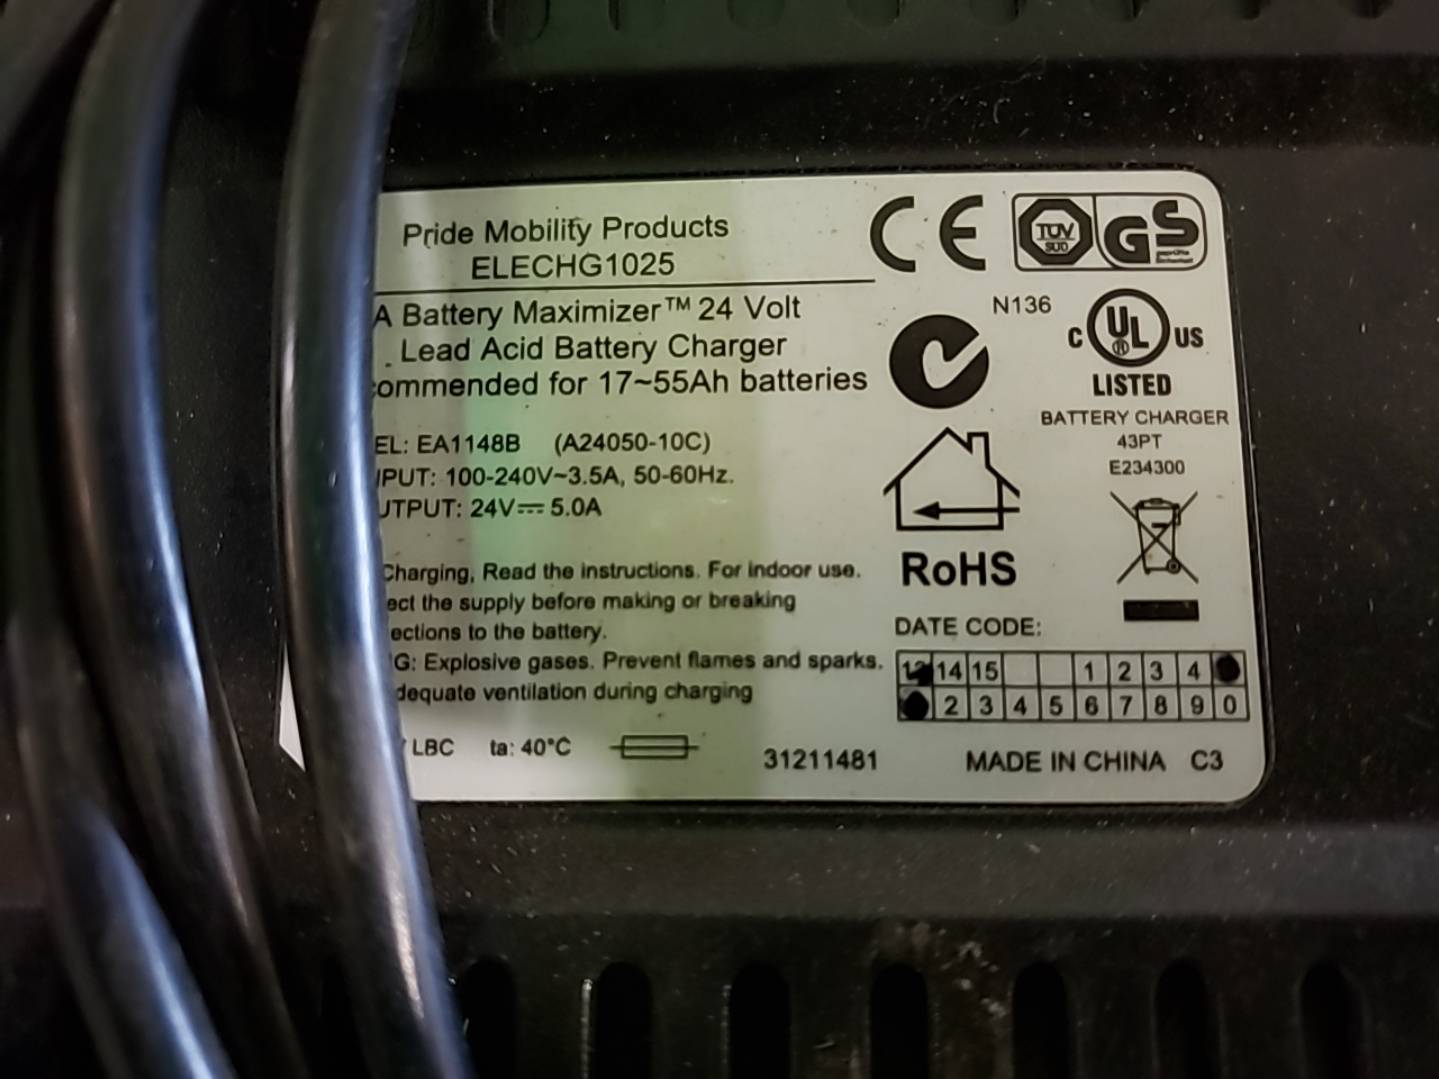 Pride Mobility Products
ELECHG1025
A Battery Maximizer™ 24 Volt
Lead Acid Battery Charger
ommended for 17~55Ah batteries
EL: EA1148B (A24050-10C)
PUT: 100-240V~3.5A, 50-60Hz.
UTPUT: 24V⎓ 5.0A
Charging, Read the instructions. For indoor use.
ect the supply before making or breaking
ections to the battery.
G: Explosive gases. Prevent flames and sparks.
dequate ventilation during charging
LBC ta: 40°C
31211481
CE
TÜV
SÜD
GS
geprüfte
Sicherheit
N136
C UL® US
LISTED
BATTERY CHARGER
43PT
E234300
RoHS
DATE CODE:
13 14 15 1 2 3 4
2 3 4 5 6 7 8 9 0
MADE IN CHINA C3